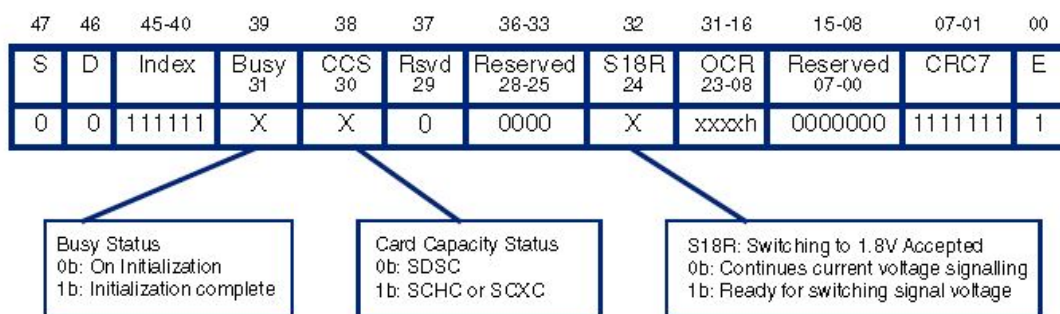 47 46 45-40 39 38 37 36-33 32 31-16 15-08 07-01 00
S D Index Busy CCS Rsvd Reserved S18R OCR Reserved CRC7 E
31 30 29 28-25 24 23-08 07-00
0 0 111111 X X 0 0000 X xxxxh 0000000 1111111 1
Busy Status
0b: On Initialization
1b: Initialization complete
Card Capacity Status
0b: SDSC
1b: SCHC or SCXC
S18R: Switching to 1.8V Accepted
0b: Continues current voltage signalling
1b: Ready for switching signal voltage